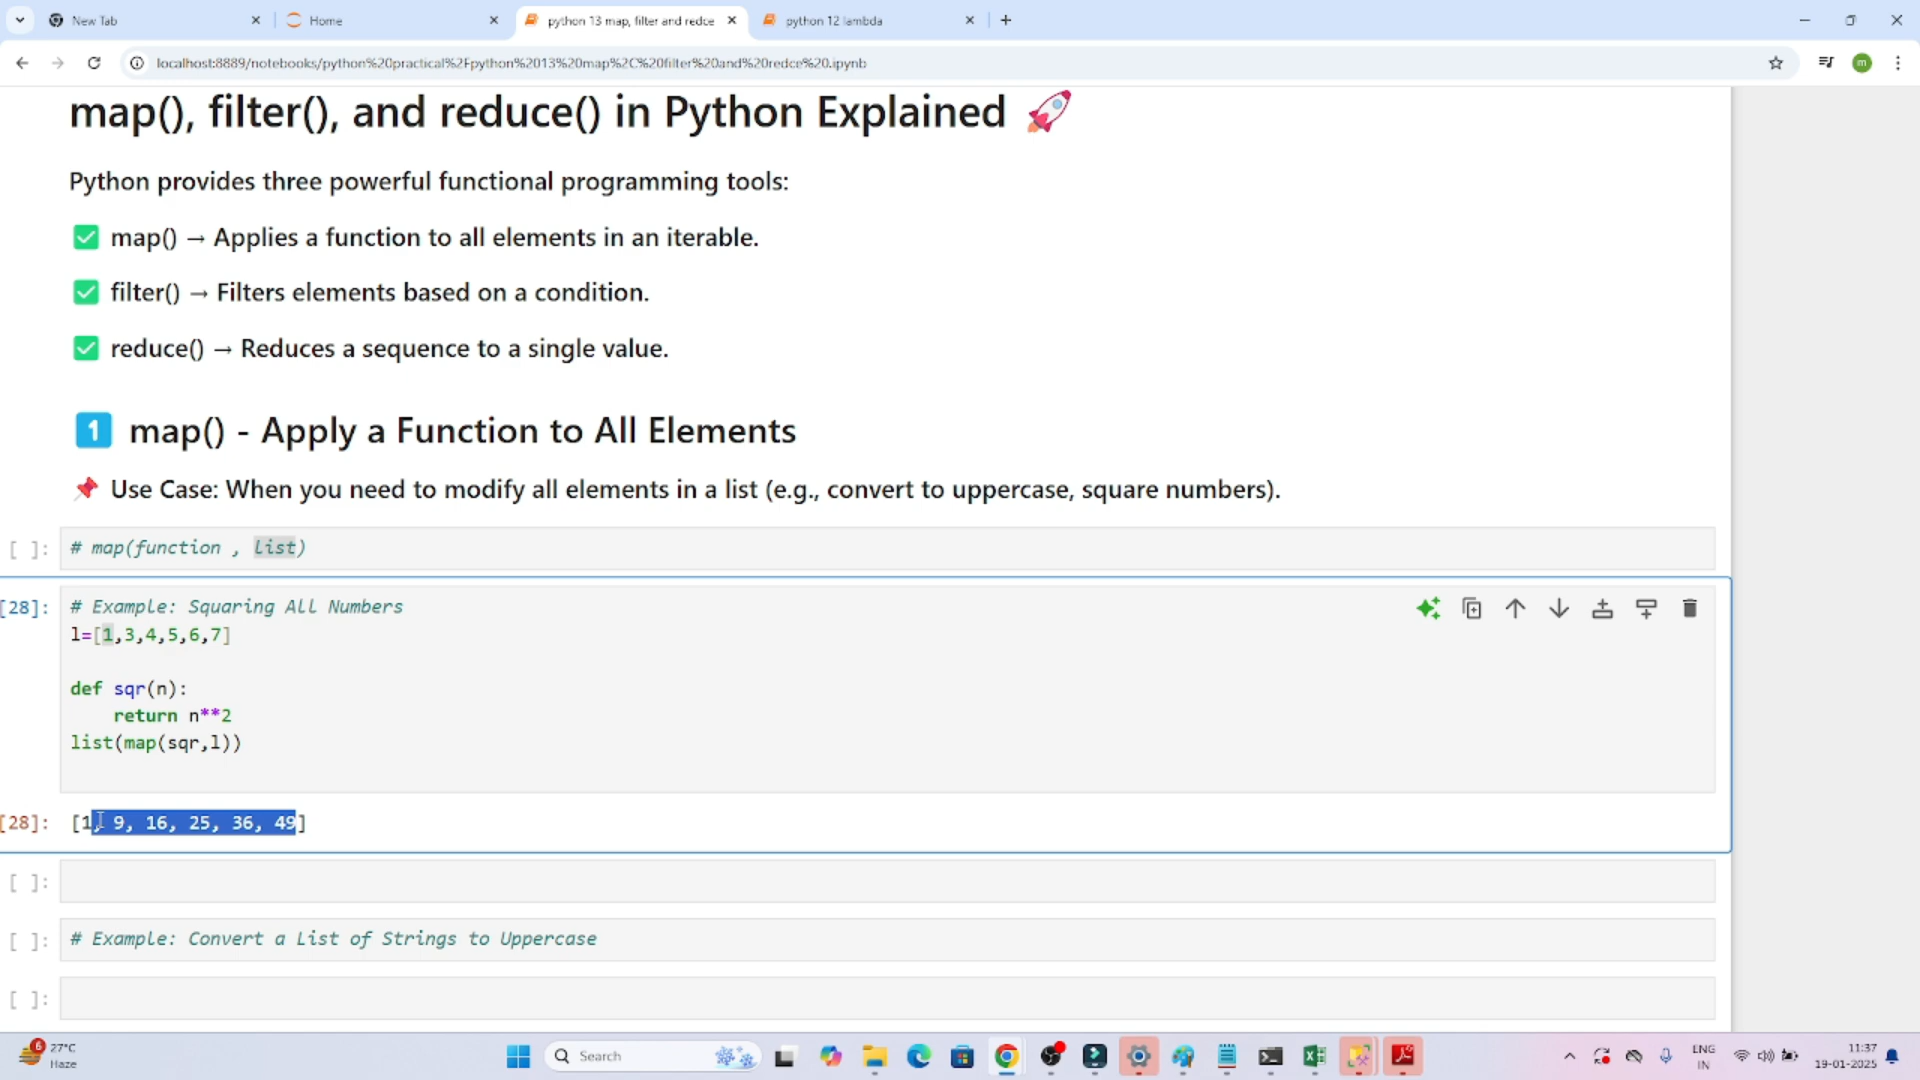 New Tab
Home
python 13 map, filter and redce
python 12 lambda
localhost:8889/notebooks/python%20practical%2Fpython%2013%20map%2C%20filter%20and%20redce%20.ipynb
m
map(), filter(), and reduce() in Python Explained
Python provides three powerful functional programming tools:
map() → Applies a function to all elements in an iterable.
filter() → Filters elements based on a condition.
reduce() → Reduces a sequence to a single value.
1 map() - Apply a Function to All Elements
Use Case: When you need to modify all elements in a list (e.g., convert to uppercase, square numbers).
[ ]: # map(function , list)
[28]: # Example: Squaring All Numbers
l=[1,3,4,5,6,7]
def sqr(n):
return n**2
list(map(sqr,l))
[28]: [1, 9, 16, 25, 36, 49]
[ ]:
[ ]: # Example: Convert a List of Strings to Uppercase
[ ]:
6
27°C
Haze
Search
ENG
IN
11:37
19-01-2025